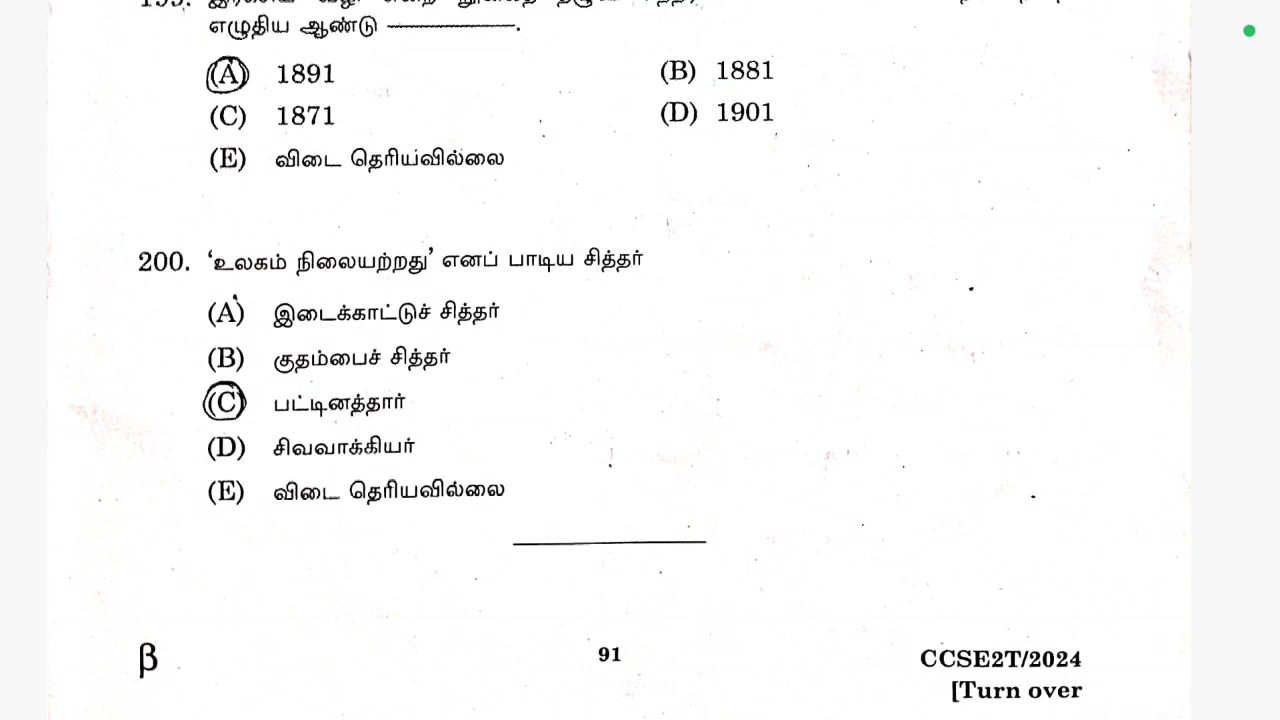 எழுதிய ஆண்டு ————.
(A) 1891 (B) 1881
(C) 1871 (D) 1901
(E) விடை தெரியவில்லை
200. ‘உலகம் நிலையற்றது’ எனப் பாடிய சித்தர்
(A) இடைக்காட்டுச் சித்தர்
(B) குதம்பைச் சித்தர்
(C) பட்டினத்தார்
(D) சிவவாக்கியர்
(E) விடை தெரியவில்லை
β 91 CCSE2T/2024
[Turn over